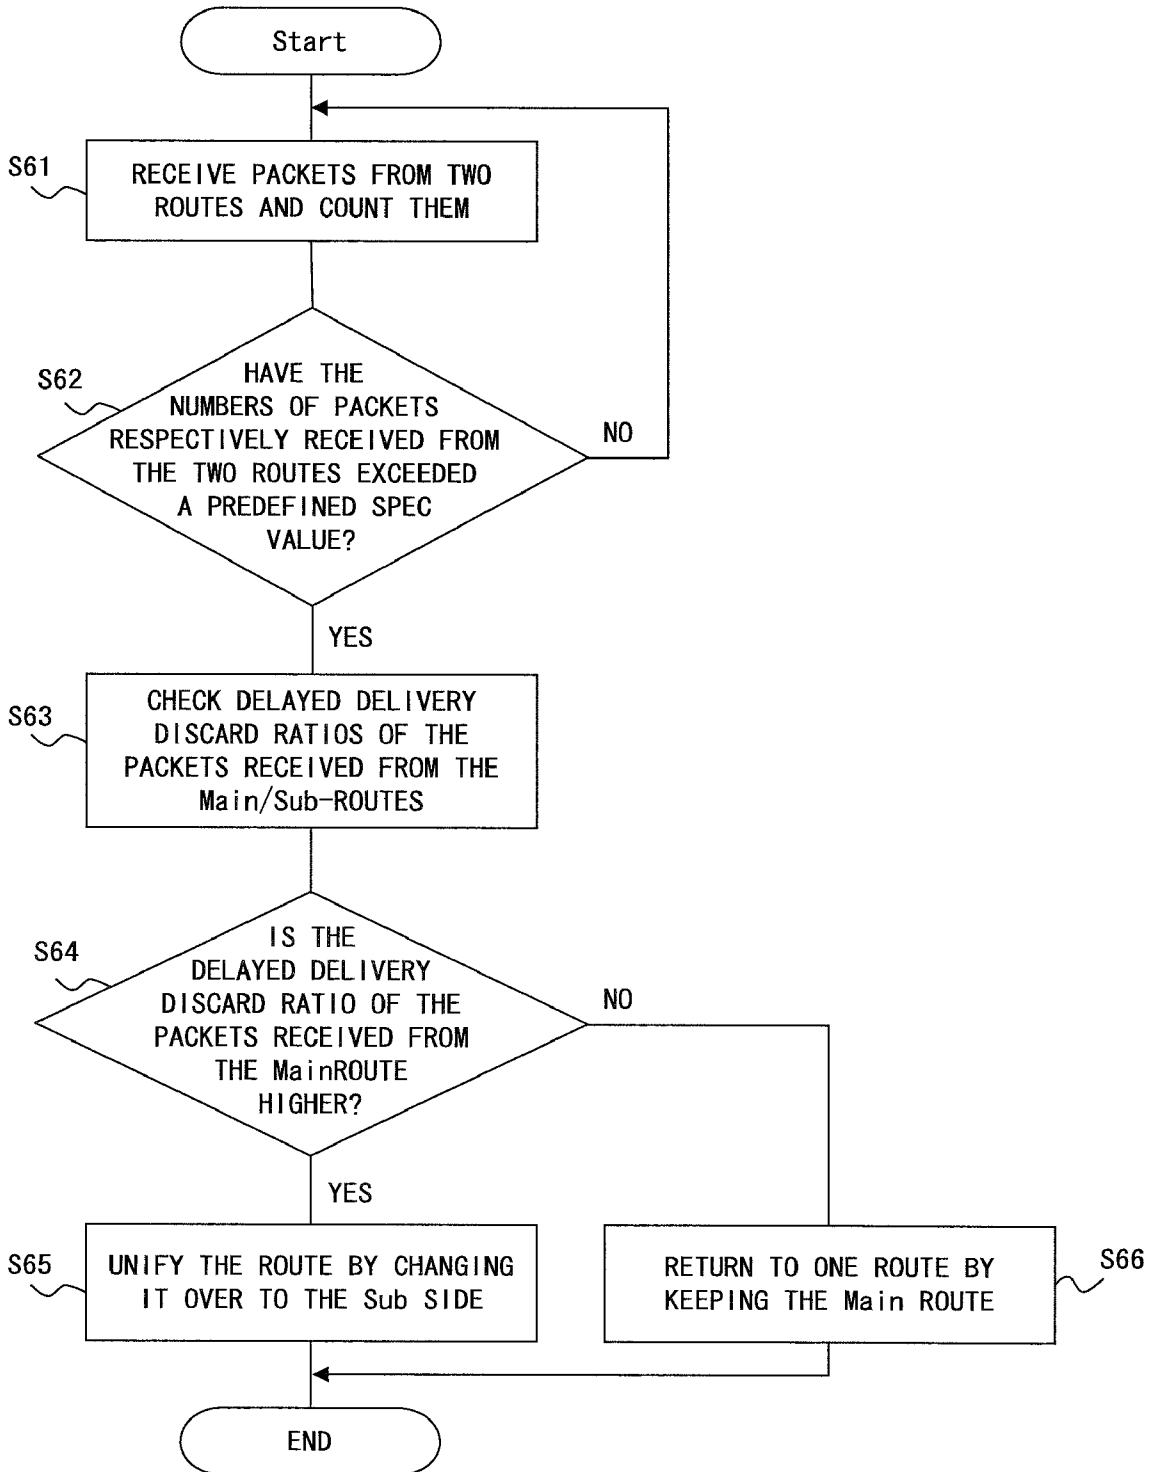 Start
S61
RECEIVE PACKETS FROM TWO
ROUTES AND COUNT THEM
S62
HAVE THE
NUMBERS OF PACKETS
RESPECTIVELY RECEIVED FROM
THE TWO ROUTES EXCEEDED
A PREDEFINED SPEC
VALUE?
NO
YES
S63
CHECK DELAYED DELIVERY
DISCARD RATIOS OF THE
PACKETS RECEIVED FROM THE
Main/Sub-ROUTES
S64
IS THE
DELAYED DELIVERY
DISCARD RATIO OF THE
PACKETS RECEIVED FROM
THE MainROUTE
HIGHER?
NO
YES
S65
UNIFY THE ROUTE BY CHANGING
IT OVER TO THE Sub SIDE
RETURN TO ONE ROUTE BY
KEEPING THE Main ROUTE
S66
END